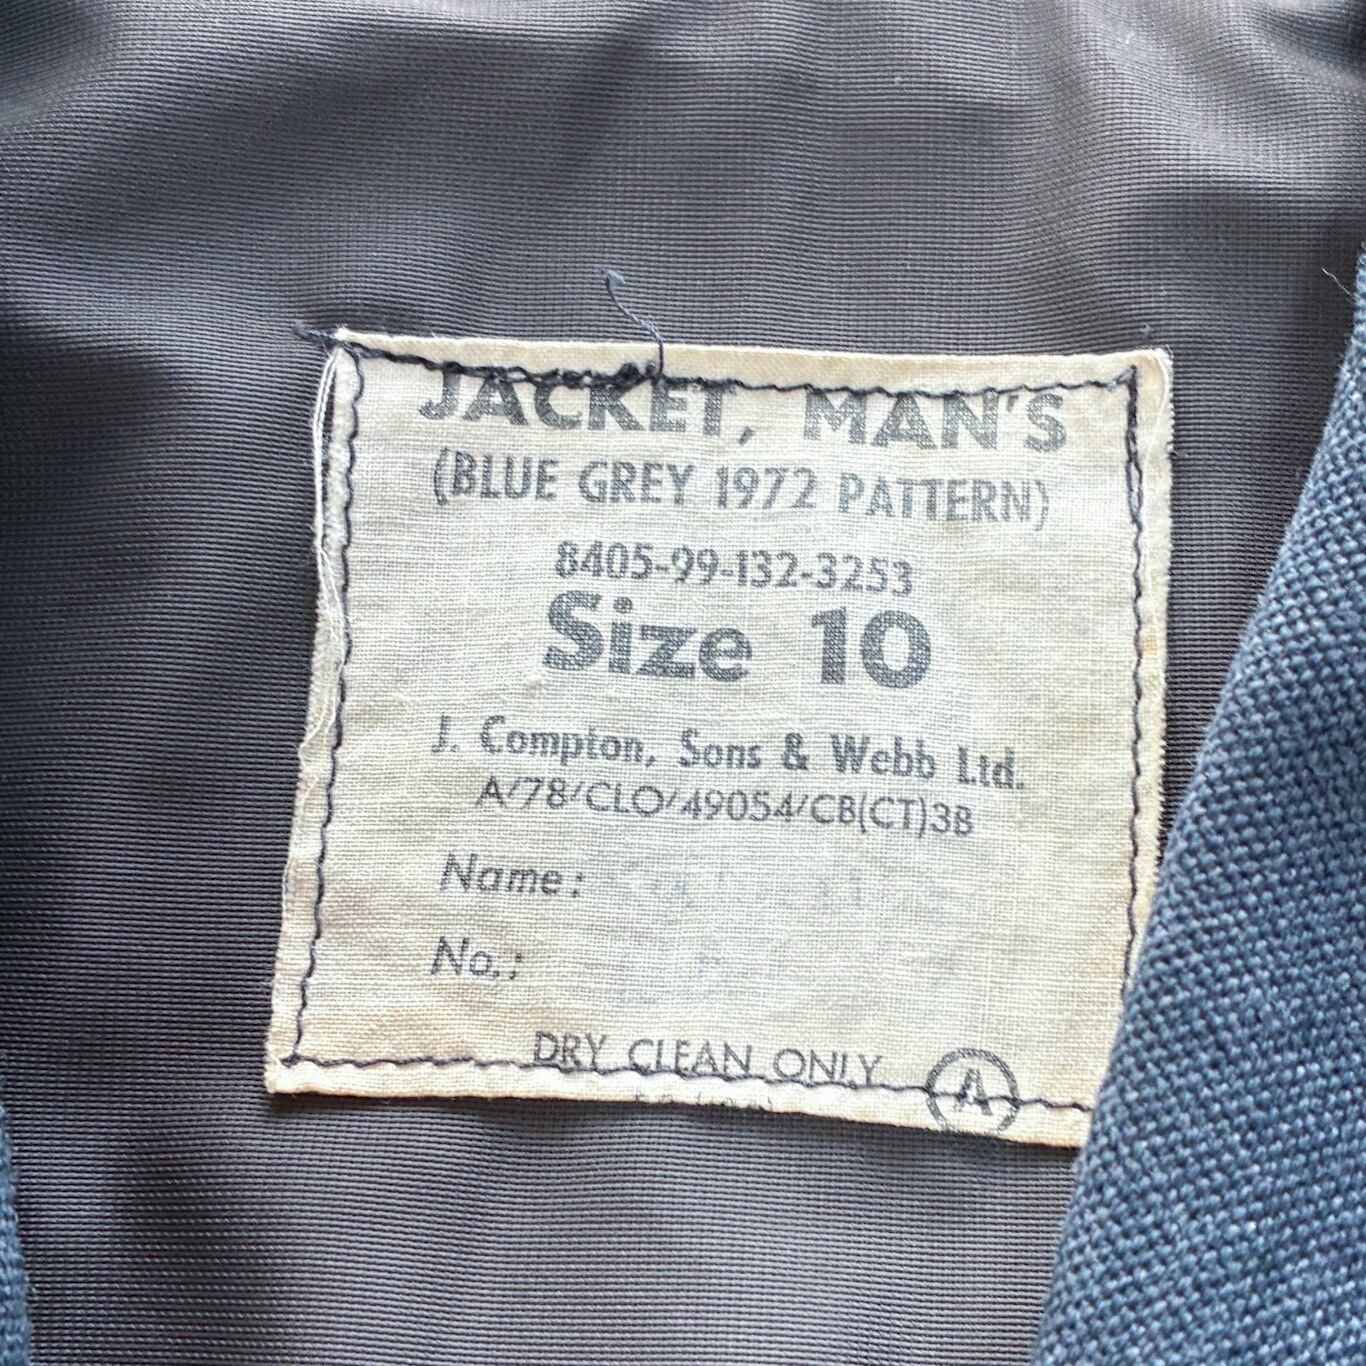 JACKET, MAN'S
(BLUE GREY 1972 PATTERN)
8405-99-132-3253
Size 10
J. Compton, Sons & Webb Ltd.
A/78/CLO/49054/CB(CT)3B
Name:
No.:
DRY CLEAN ONLY
A